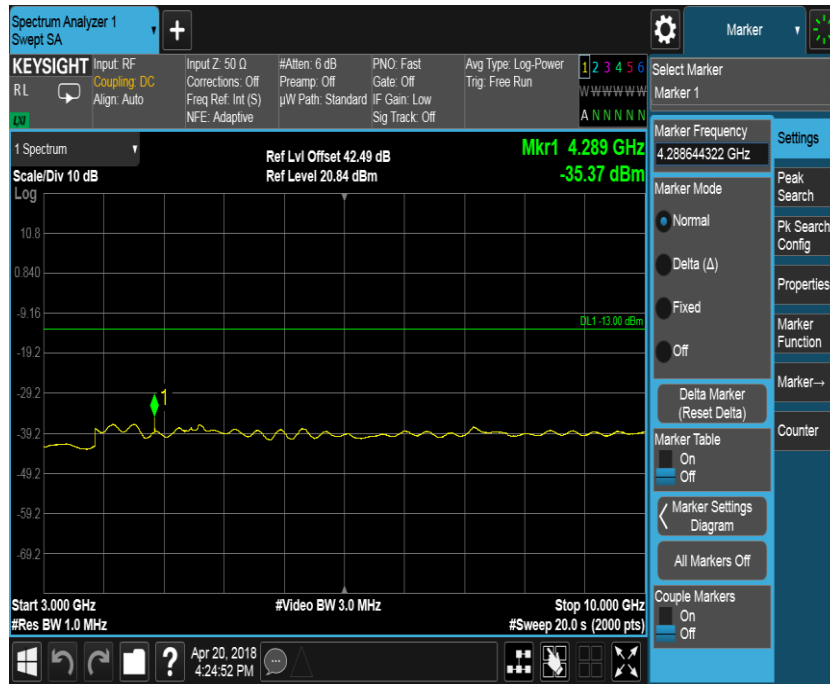 Spectrum Analyzer 1
Swept SA
+
Marker
KEYSIGHT
RL
LXI
Input: RF
Coupling: DC
Align: Auto
Input Z: 50 Ω
Corrections: Off
Freq Ref: Int (S)
NFE: Adaptive
#Atten: 6 dB
Preamp: Off
µW Path: Standard
PNO: Fast
Gate: Off
IF Gain: Low
Sig Track: Off
Avg Type: Log-Power
Trig: Free Run
1 2 3 4 5 6
W W W W W W
A N N N N N
Select Marker
Marker 1
1 Spectrum
Scale/Div 10 dB
Log
Ref Lvl Offset 42.49 dB
Ref Level 20.84 dBm
Mkr1 4.289 GHz
-35.37 dBm
10.8
0.840
-9.16
DL1 -13.00 dBm
-19.2
-29.2
1
-39.2
-49.2
-59.2
-69.2
Start 3.000 GHz
#Res BW 1.0 MHz
#Video BW 3.0 MHz
Stop 10.000 GHz
#Sweep 20.0 s (2000 pts)
Marker Frequency
4.288644322 GHz
Marker Mode
Normal
Delta (Δ)
Fixed
Off
Delta Marker
(Reset Delta)
Marker Table
On
Off
Marker Settings
Diagram
All Markers Off
Couple Markers
On
Off
Settings
Peak
Search
Pk Search
Config
Properties
Marker
Function
Marker→
Counter
?
Apr 20, 2018
4:24:52 PM